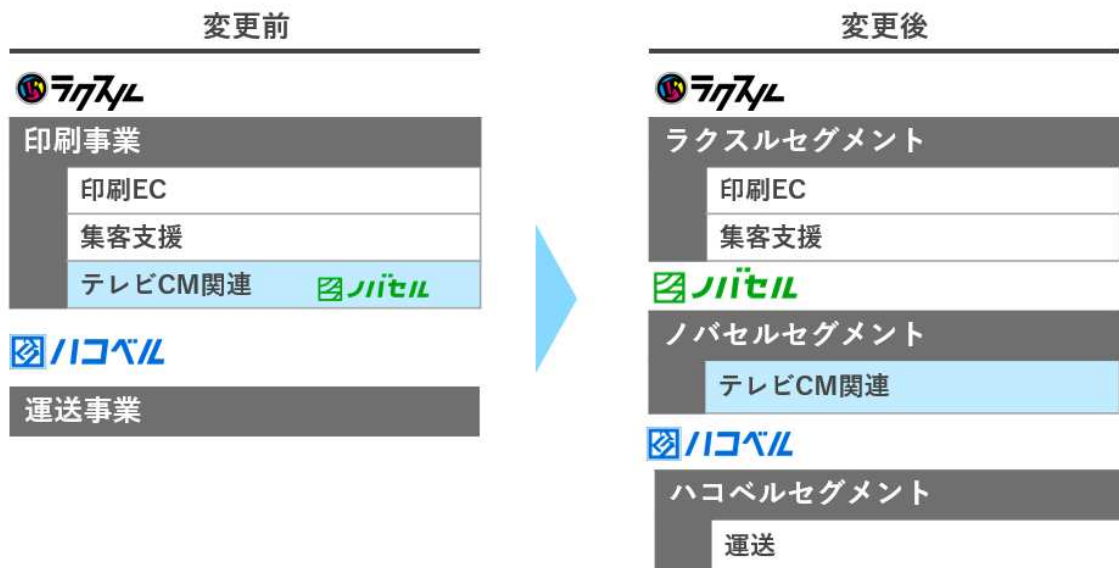 変更前
ラクスル
印刷事業
印刷EC
集客支援
テレビCM関連 ノバセル
ハコベル
運送事業
変更後
ラクスル
ラクスルセグメント
印刷EC
集客支援
ノバセル
ノバセルセグメント
テレビCM関連
ハコベル
ハコベルセグメント
運送